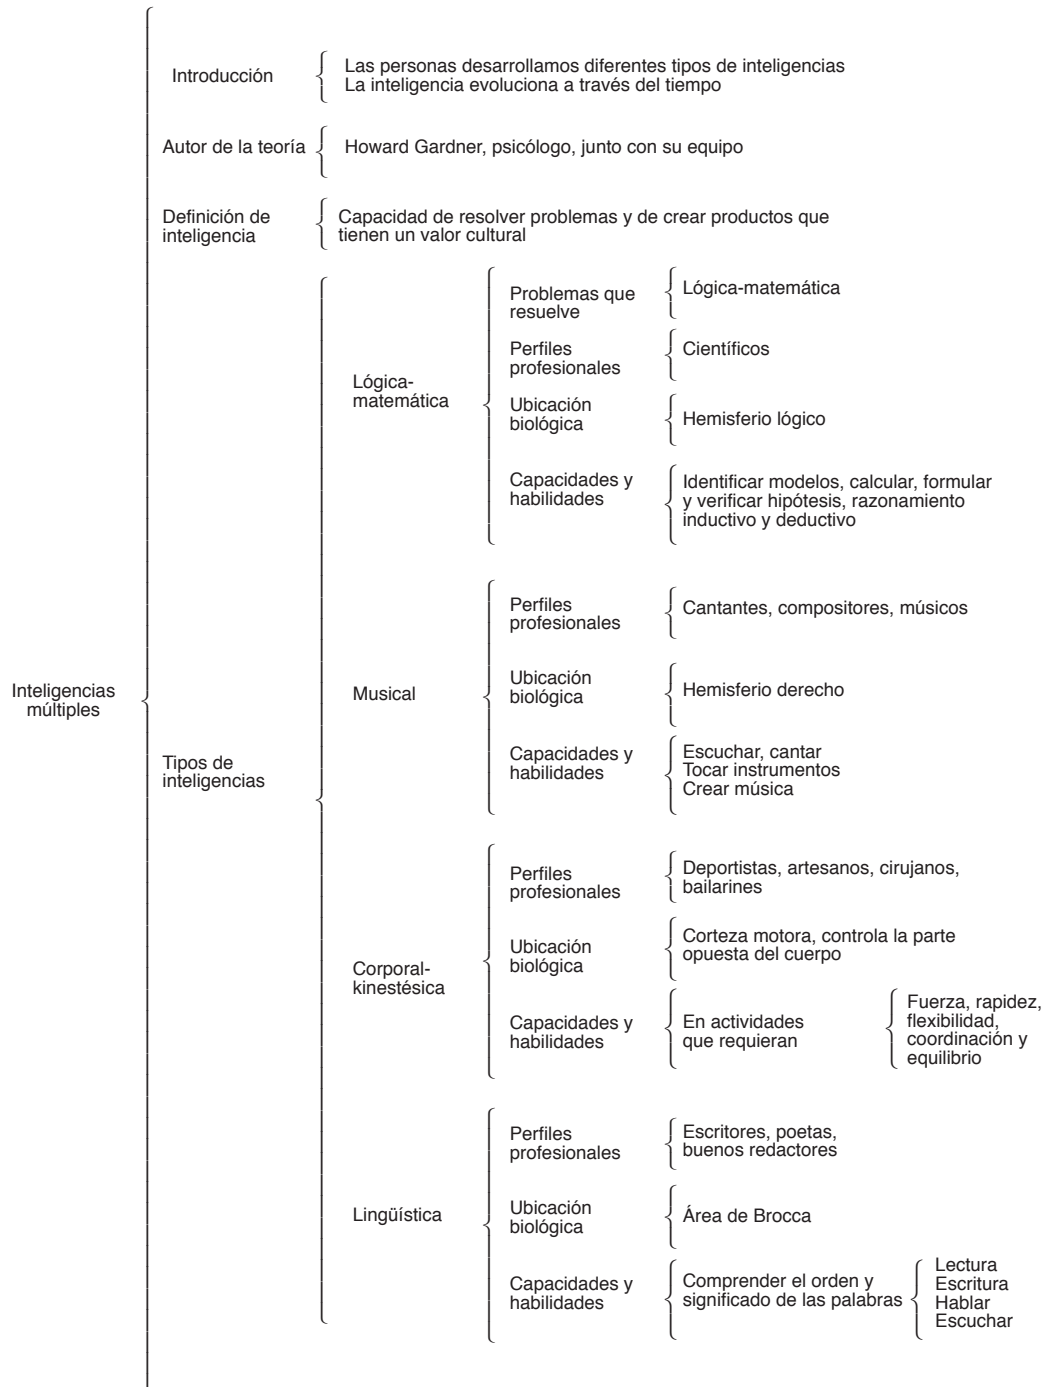 Introducción
Las personas desarrollamos diferentes tipos de inteligencias
La inteligencia evoluciona a través del tiempo
Autor de la teoría
Howard Gardner, psicólogo, junto con su equipo
Definición de
inteligencia
Capacidad de resolver problemas y de crear productos que
tienen un valor cultural
Inteligencias
múltiples
Tipos de
inteligencias
Lógica-
matemática
Problemas que
resuelve
Lógica-matemática
Perfiles
profesionales
Científicos
Ubicación
biológica
Hemisferio lógico
Capacidades y
habilidades
Identificar modelos, calcular, formular
y verificar hipótesis, razonamiento
inductivo y deductivo
Musical
Perfiles
profesionales
Cantantes, compositores, músicos
Ubicación
biológica
Hemisferio derecho
Capacidades y
habilidades
Escuchar, cantar
Tocar instrumentos
Crear música
Corporal-
kinestésica
Perfiles
profesionales
Deportistas, artesanos, cirujanos,
bailarines
Ubicación
biológica
Corteza motora, controla la parte
opuesta del cuerpo
Capacidades y
habilidades
En actividades
que requieran
Fuerza, rapidez,
flexibilidad,
coordinación y
equilibrio
Lingüística
Perfiles
profesionales
Escritores, poetas,
buenos redactores
Ubicación
biológica
Área de Brocca
Capacidades y
habilidades
Comprender el orden y
significado de las palabras
Lectura
Escritura
Hablar
Escuchar